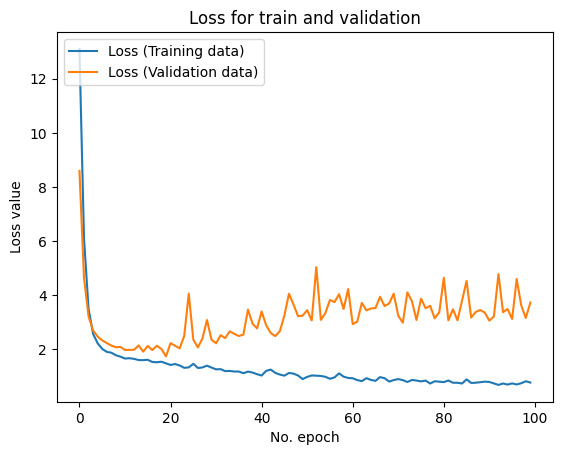 Loss for train and validation
Loss (Training data)
Loss (Validation data)
Loss value
12
10
8
6
4
2
0
20
40
60
80
100
No. epoch